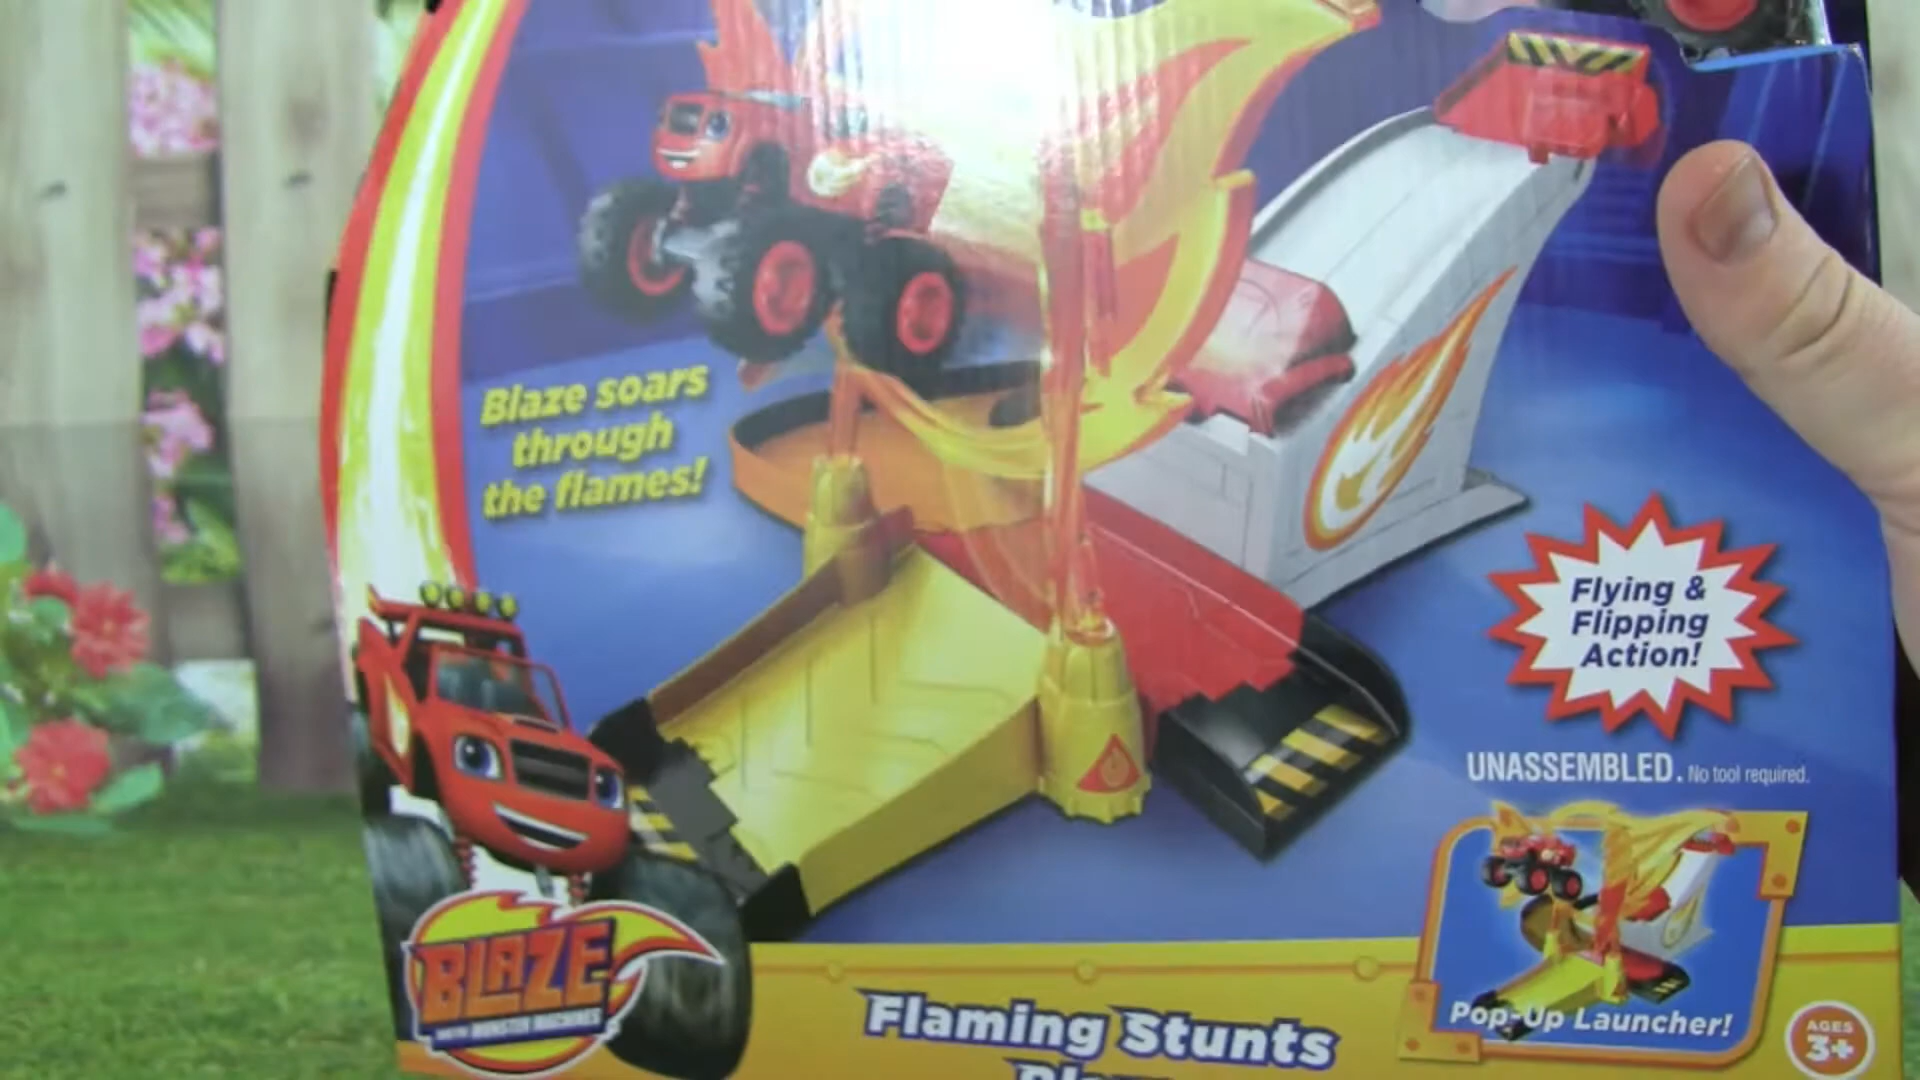 Blaze soars
through
the flames!
Flying &
Flipping
Action!
UNASSEMBLED. No tool required.
BLAZE
AND THE MONSTER MACHINES
Flaming Stunts
Pop-Up Launcher!
AGES
3+